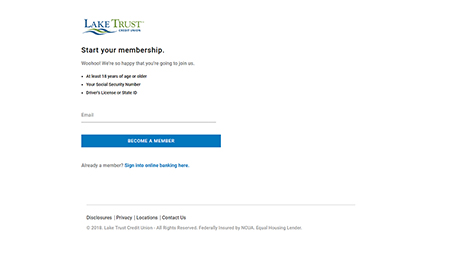 LAKE TRUST
CREDIT UNION
Start your membership.
Woohoo! We're so happy that you're going to join us.
• At least 18 years of age or older
• Your Social Security Number
• Driver's License or State ID
Email
BECOME A MEMBER
Already a member? Sign into online banking here.
Disclosures | Privacy | Locations | Contact Us
© 2018. Lake Trust Credit Union - All Rights Reserved. Federally Insured by NCUA. Equal Housing Lender.